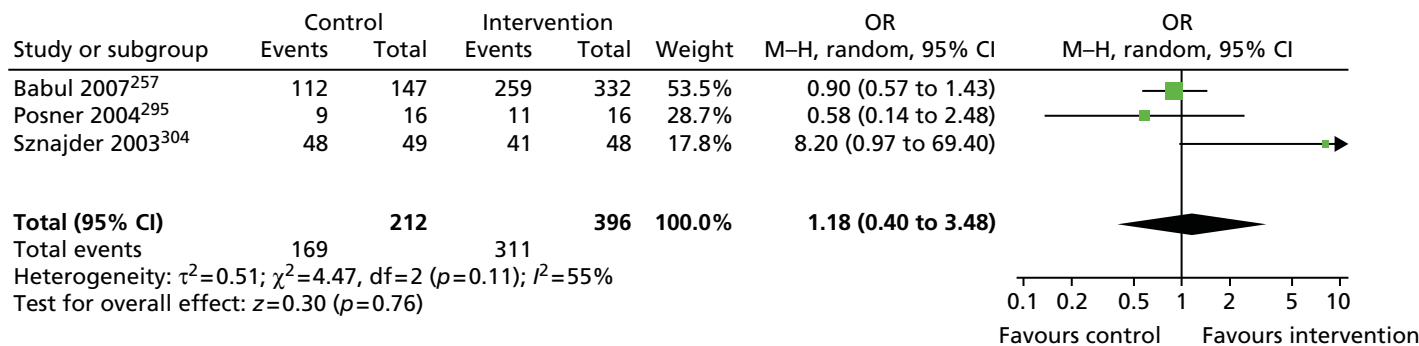 Control Intervention OR OR
Study or subgroup Events Total Events Total Weight M–H, random, 95% CI M–H, random, 95% CI
Babul 2007²⁵⁷ 112 147 259 332 53.5% 0.90 (0.57 to 1.43)
Posner 2004²⁹⁵ 9 16 11 16 28.7% 0.58 (0.14 to 2.48)
Sznajder 2003³⁰⁴ 48 49 41 48 17.8% 8.20 (0.97 to 69.40)
Total (95% CI) 212 396 100.0% 1.18 (0.40 to 3.48)
Total events 169 311
Heterogeneity: τ²=0.51; χ²=4.47, df=2 (p=0.11); I²=55%
Test for overall effect: z=0.30 (p=0.76)
0.1 0.2 0.5 1 2 5 10
Favours control Favours intervention